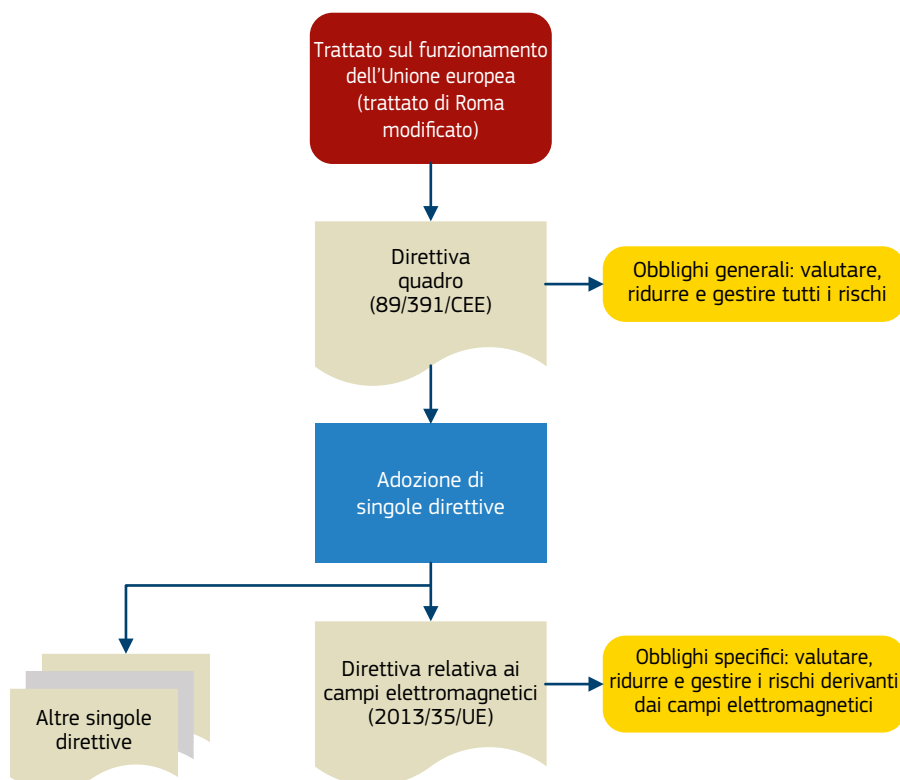 Trattato sul funzionamento
dell'Unione europea
(trattato di Roma
modificato)
Direttiva
quadro
(89/391/CEE)
Obblighi generali: valutare,
ridurre e gestire tutti i rischi
Adozione di
singole direttive
Altre singole
direttive
Direttiva relativa ai
campi elettromagnetici
(2013/35/UE)
Obblighi specifici: valutare,
ridurre e gestire i rischi derivanti
dai campi elettromagnetici